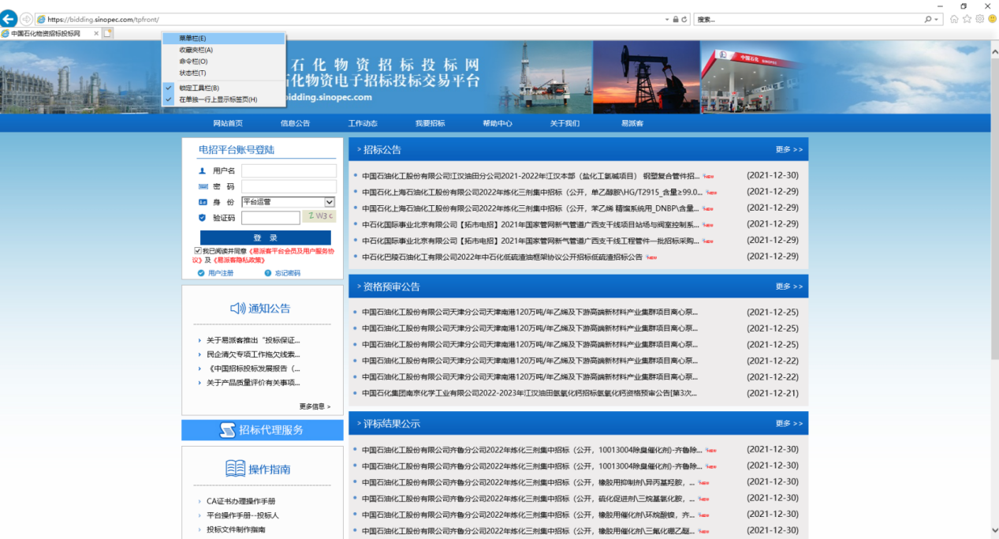 https://bidding.sinopec.com/tpfront/
搜索...
中国石化物资招标投标网
菜单栏(E)
收藏夹栏(A)
命令栏(O)
状态栏(T)
锁定工具栏(B)
在单独一行上显示标签页(H)
石化物资招标投标网
化物资电子招标投标交易平台
idding.sinopec.com
中国石化 SINOPEC
网站首页 信息公告 工作动态 我要招标 帮助中心 关于我们 易派客
电招平台账号登陆
用户名
密 码
身 份 平台运营
验证码 ZW3c
登 录
我已阅读并同意《易派客平台会员及用户服务协议》及《易派客隐私政策》
用户注册 忘记密码
通知公告
关于易派客推出“投标保证...
民企清欠专项工作拖欠线索...
《中国招标投标发展报告（...
关于产品质量评价有关事项...
更多信息 >
招标代理服务
操作指南
CA证书办理操作手册
平台操作手册--投标人
投标文件制作指南
> 招标公告 更多 >>
中国石油化工股份有限公司江汉油田分公司2021-2022年江汉本部（盐化工氯碱项目） 钢塑复合管件招... NEW (2021-12-30)
中国石化上海石油化工股份有限公司2022年炼化三剂集中招标（公开，单乙醇胺\HG/T2915_含量≥99.0... NEW (2021-12-29)
中国石化上海石油化工股份有限公司2022年炼化三剂集中招标（公开，苯乙烯 精馏系统用_DNBP\含量... NEW (2021-12-29)
中石化国际事业北京有限公司【拓市电招】2021年国家管网新气管道广西支干线项目站场与阀室控制系... NEW (2021-12-29)
中石化国际事业北京有限公司【拓市电招】2021年国家管网新气管道广西支干线工程管件一批招标采购... NEW (2021-12-29)
中石化巴陵石油化工有限公司2022年中石化低硫渣油框架协议公开招标低硫渣招标公告 NEW (2021-12-29)
> 资格预审公告 更多 >>
中国石油化工股份有限公司天津分公司天津南港120万吨/年乙烯及下游高端新材料产业集群项目离心泵... (2021-12-25)
中国石油化工股份有限公司天津分公司天津南港120万吨/年乙烯及下游高端新材料产业集群项目离心泵... (2021-12-25)
中国石油化工股份有限公司天津分公司天津南港120万吨/年乙烯及下游高端新材料产业集群项目离心泵... (2021-12-25)
中国石油化工股份有限公司天津分公司天津南港120万吨/年乙烯及下游高端新材料产业集群项目离心泵... (2021-12-22)
中国石油化工股份有限公司天津分公司天津南港120万吨/年乙烯及下游高端新材料产业集群项目离心泵... (2021-12-22)
中国石化集团南京化学工业有限公司2022-2023年江汉油田氢氧化钙招标氢氧化钙资格预审公告[第3次... (2021-12-21)
> 评标结果公示 更多 >>
中国石油化工股份有限公司齐鲁分公司2022年炼化三剂集中招标（公开，10013004除臭催化剂)-齐鲁除... NEW (2021-12-30)
中国石油化工股份有限公司齐鲁分公司2022年炼化三剂集中招标（公开，10013004除臭催化剂)-齐鲁除... NEW (2021-12-30)
中国石油化工股份有限公司齐鲁分公司2022年炼化三剂集中招标（公开，橡胶用抑制剂\异丙基羟胺，... NEW (2021-12-30)
中国石油化工股份有限公司齐鲁分公司2022年炼化三剂集中招标（公开，硫化促进剂\三烷基氯化胺，... NEW (2021-12-30)
中国石油化工股份有限公司齐鲁分公司2022年炼化三剂集中招标（公开，橡胶用催化剂\环烷酸镍，齐... NEW (2021-12-30)
中国石油化工股份有限公司齐鲁分公司2022年炼化三剂集中招标（公开，橡胶用催化剂\三氟化硼乙醚... NEW (2021-12-30)